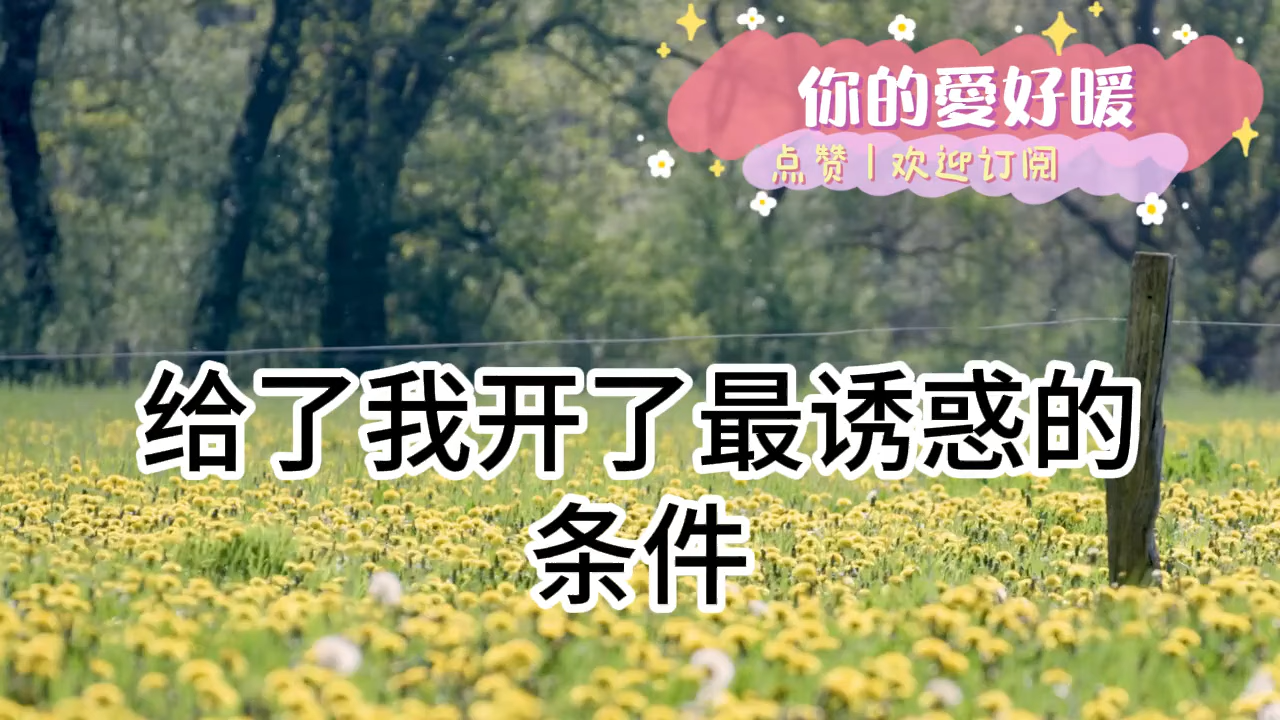 你的愛好暖
点赞 | 欢迎订阅
给了我开了最诱惑的
条件